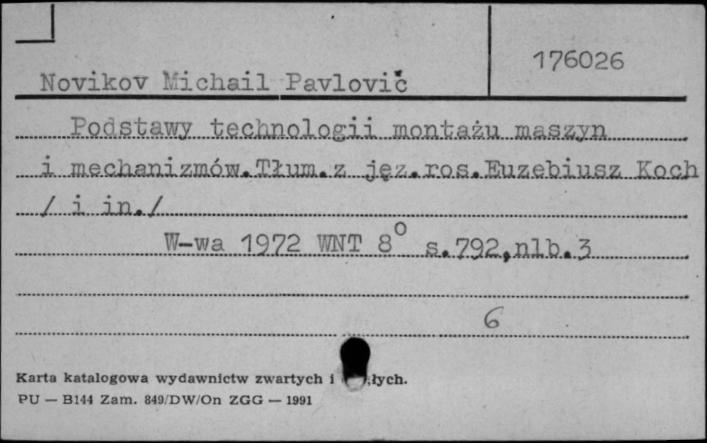 176026
Novikov Michail Pavlovič
Podstawy technologii montażu maszyn
i mechanizmów.Tłum.z jęz.ros.Euzebiusz Koch
/ i in./
W-wa 1972 WNT 8° s.792,nlb.3
6
Karta katalogowa wydawnictw zwartych i łych.
PU — B144 Zam. 849/DW/On ZGG — 1991